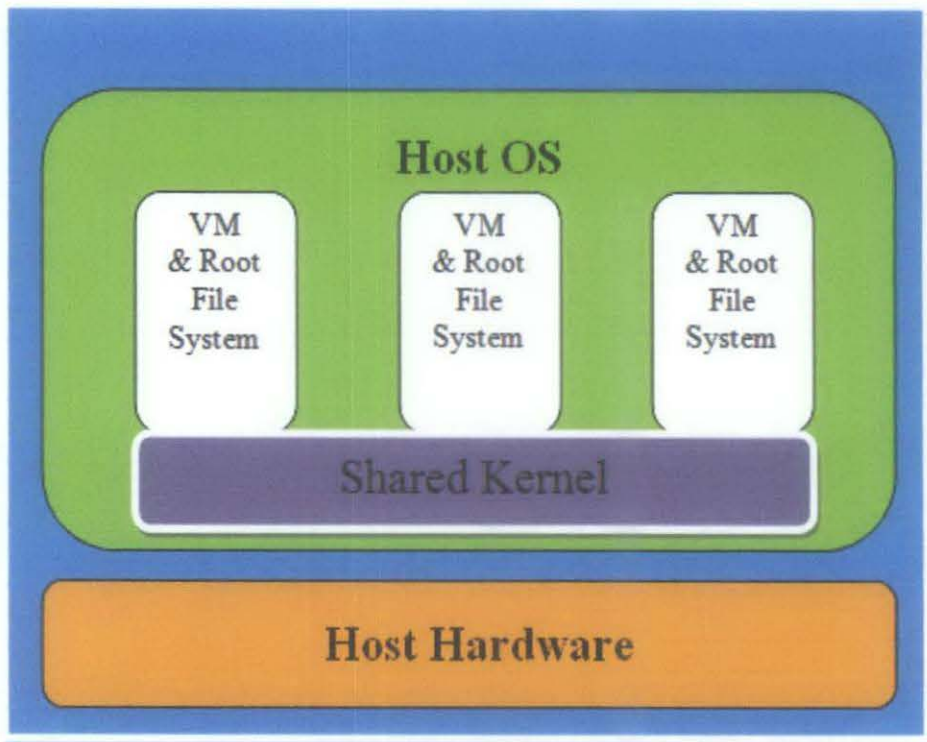 Host OS
VM
& Root
File
System
VM
& Root
File
System
VM
& Root
File
System
Shared Kernel
Host Hardware